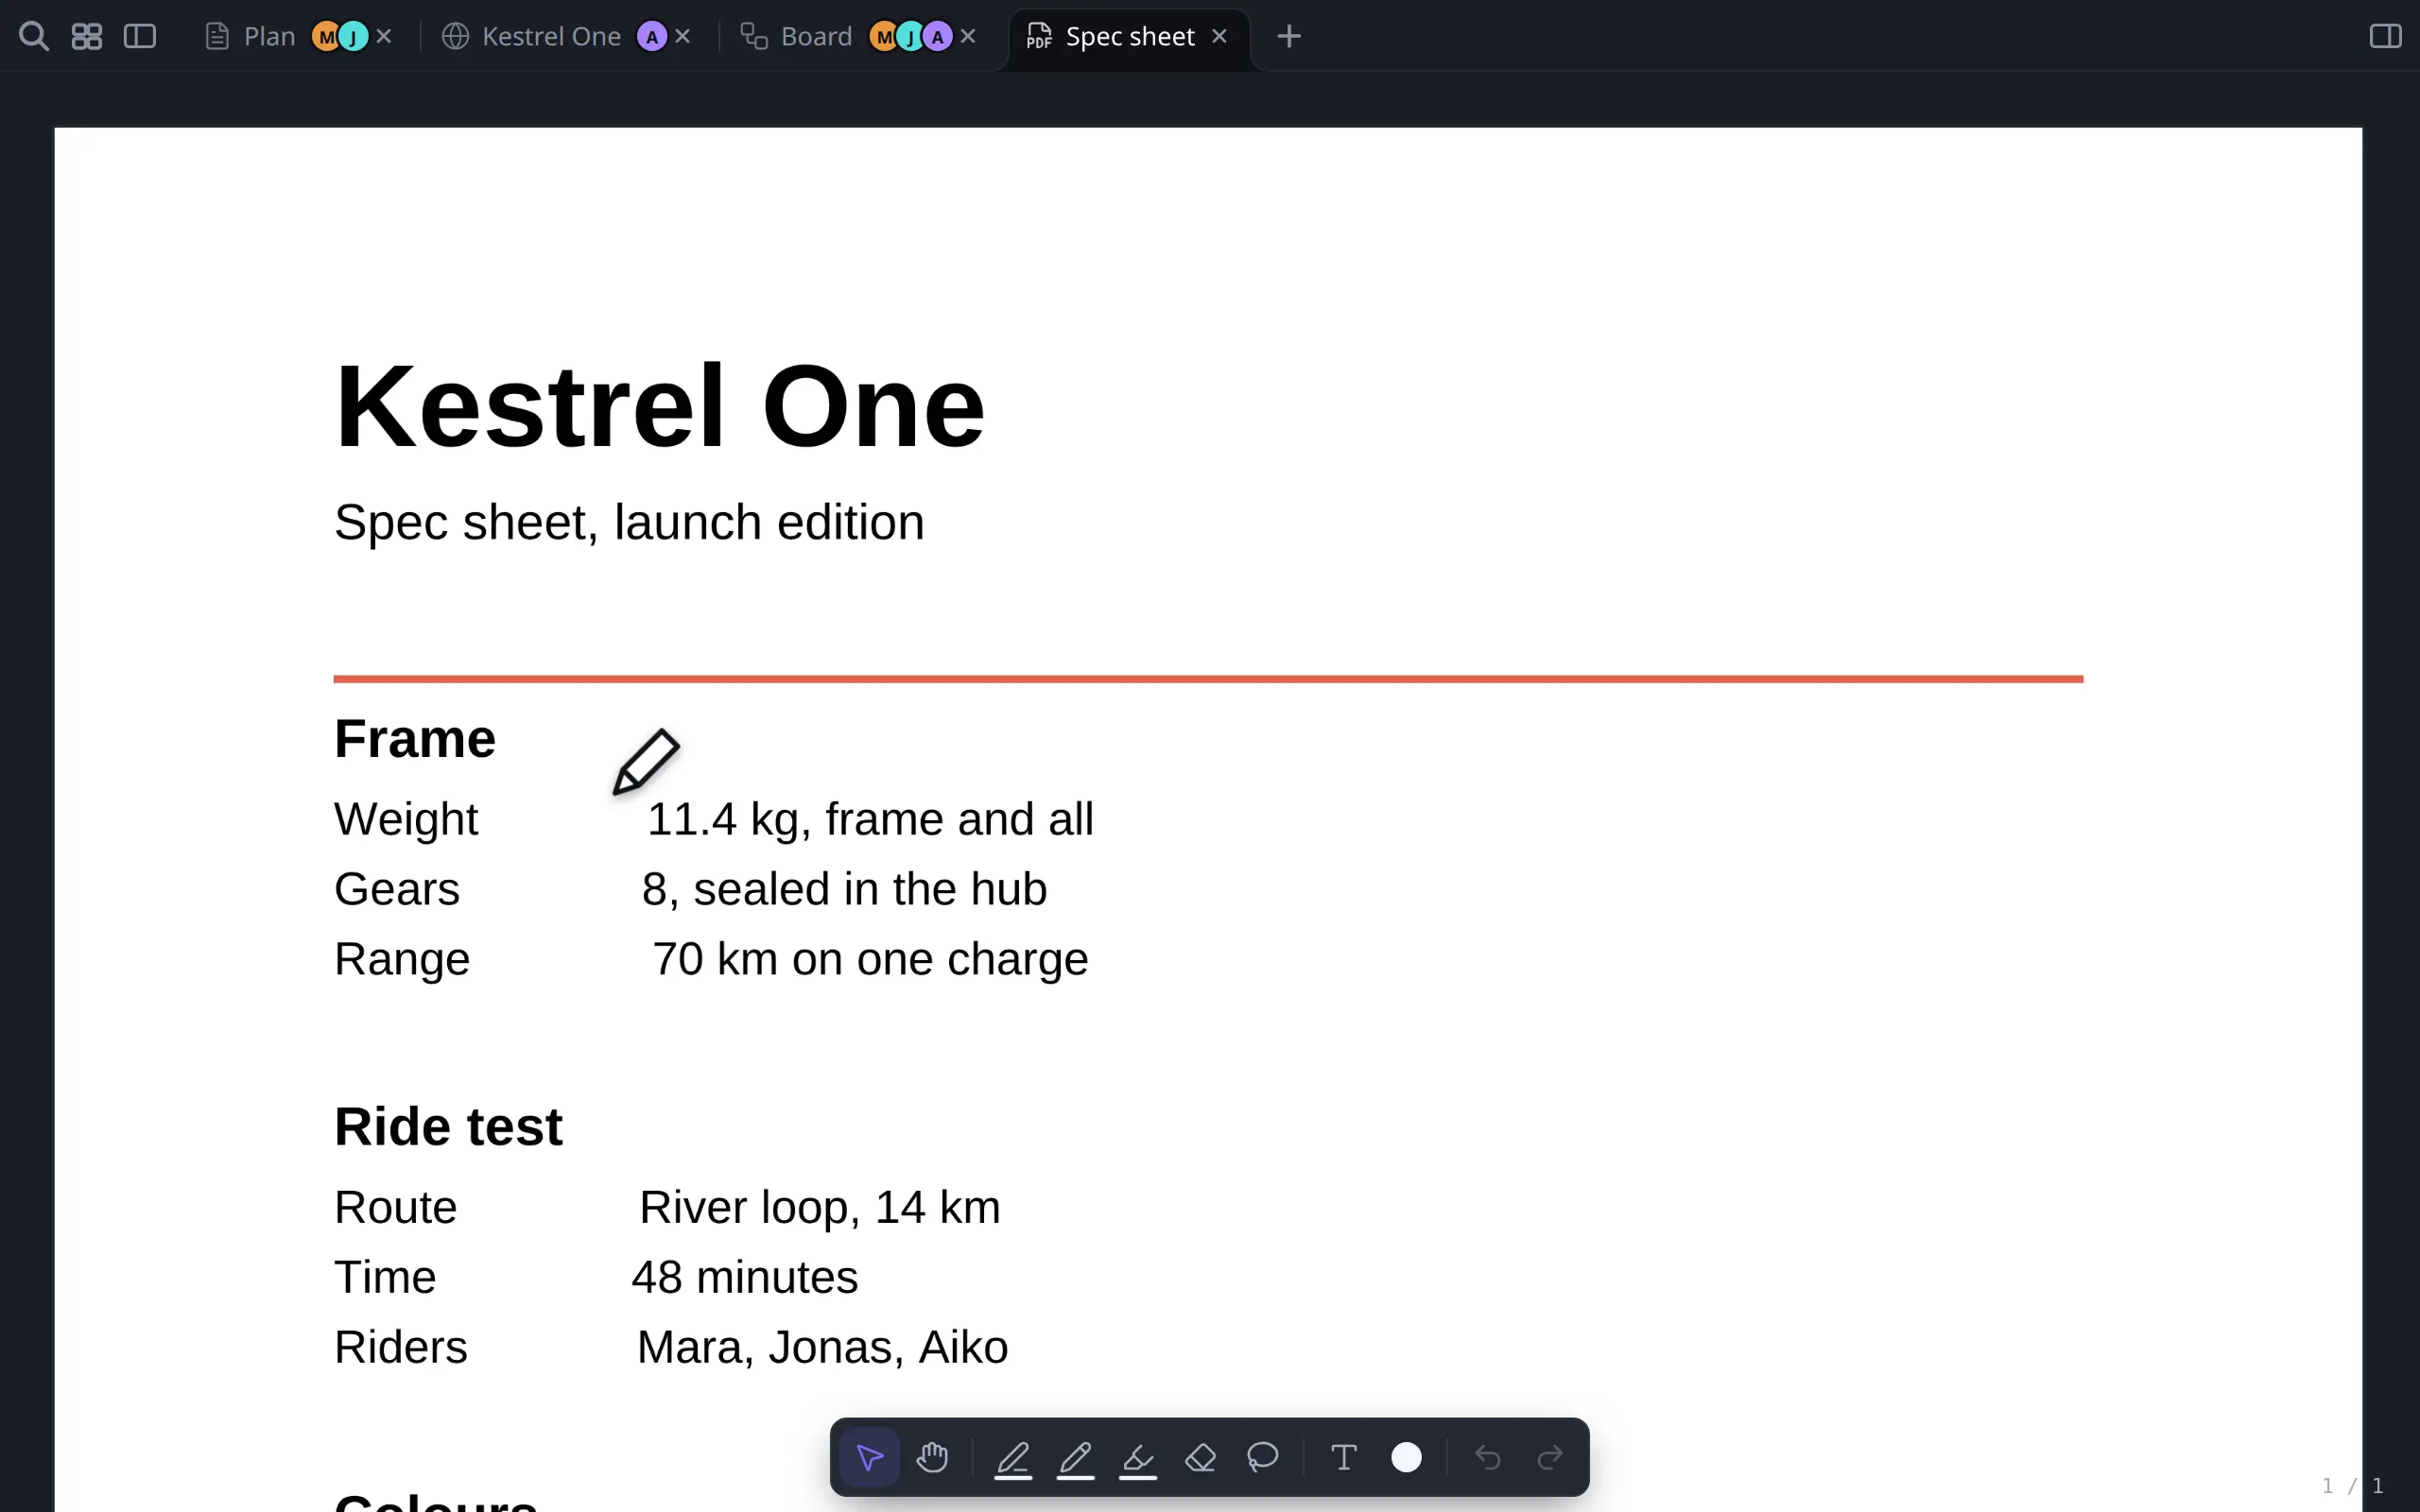 Plan M J
Kestrel One A
Board M J A
PDF Spec sheet
Kestrel One
Spec sheet, launch edition
Frame
Weight 11.4 kg, frame and all
Gears 8, sealed in the hub
Range 70 km on one charge
Ride test
Route River loop, 14 km
Time 48 minutes
Riders Mara, Jonas, Aiko
Colours
1 / 1